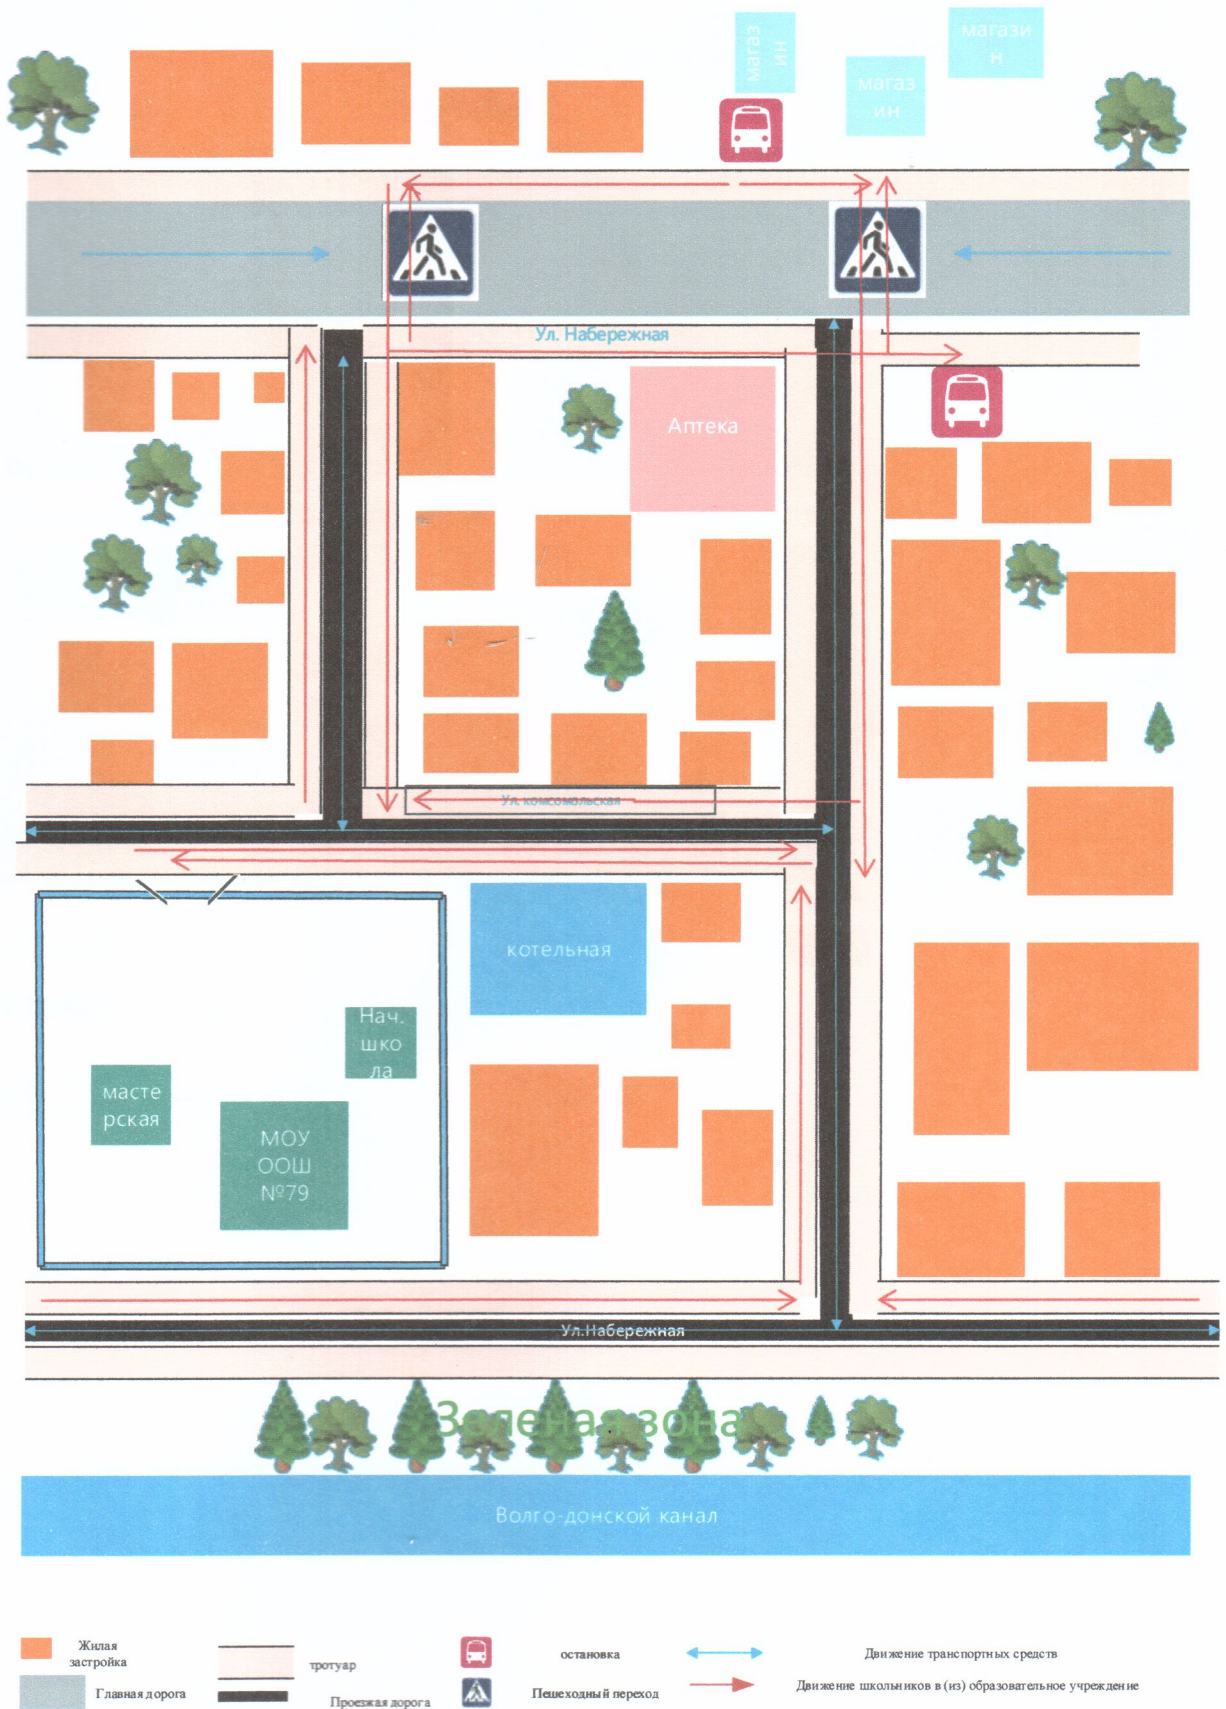 магаз
ин
магази
н
магаз
ин
Ул. Набережная
Аптека
Ул. комсомольская
котельная
Нач.
шко
ла
масте
рская
МОУ
ООШ
№79
Ул.Набережная
Зеленая зона
Волго-донской канал
Жилая
застройка
тротуар
остановка
Движение транспортных средств
Главная дорога
Проезжая дорога
Пешеходный переход
Движение школьников в (из) образовательное учреждение